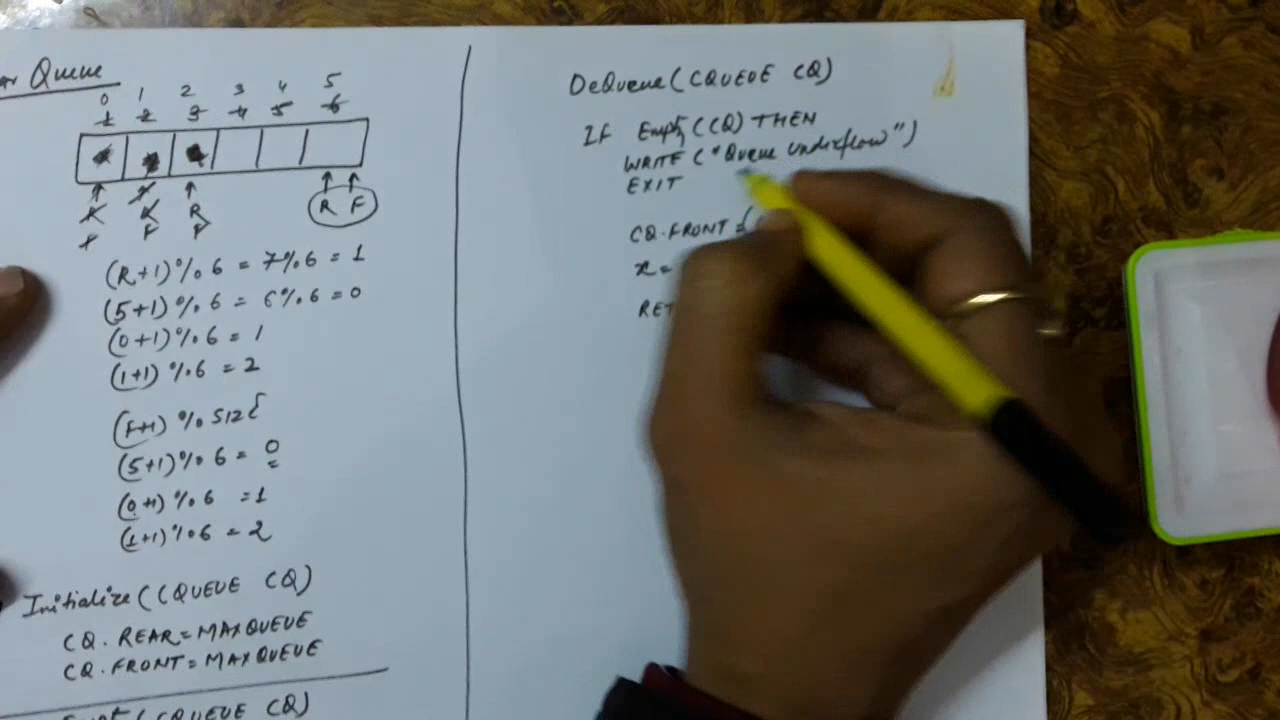 Queue
0 1 2 3 4 5
1 2 3 4 5 6
R R R R F
F F F
(R+1)%6 = 7%6 = 1
(5+1)%6 = 6%6 = 0
(0+1)%6 = 1
(1+1)%6 = 2
(F+1)%SIZE
(5+1)%6 = 0
(0+1)%6 = 1
(1+1)%6 = 2
Initialize(CQUEUE CQ)
CQ.REAR=MAXQUEUE
CQ.FRONT=MAXQUEUE
Empty(CQUEUE CQ)
DeQueue(CQUEUE CQ)
If Empty(CQ) THEN
WRITE("Queue Underflow")
EXIT
CQ.FRONT=(
x=
RET